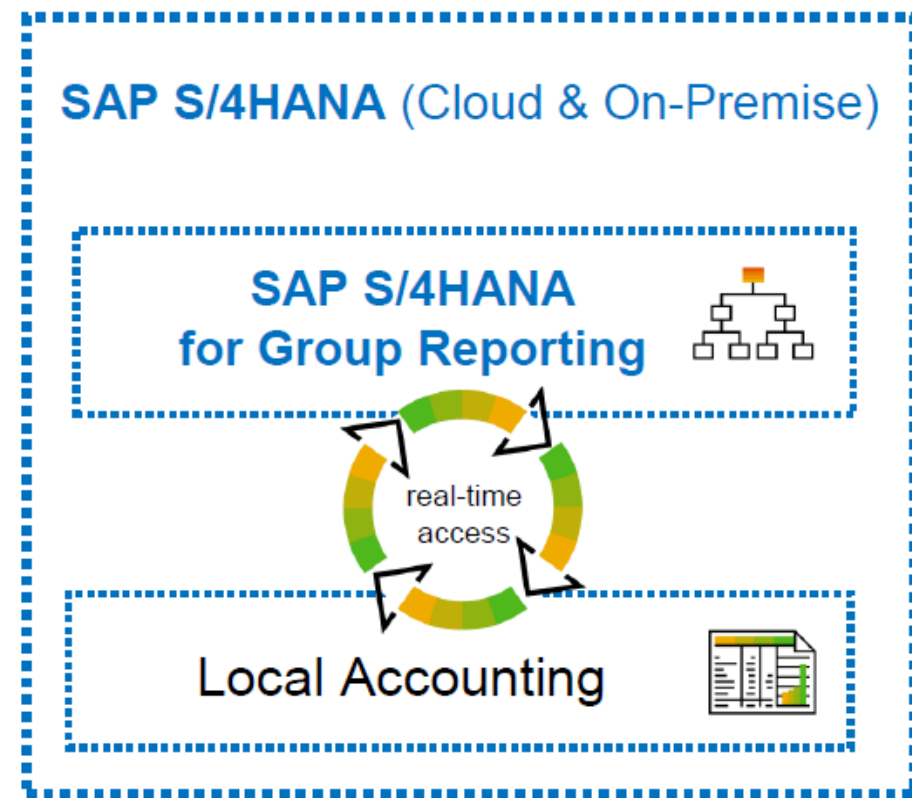 SAP S/4HANA (Cloud & On-Premise)
SAP S/4HANA
for Group Reporting
real-time
access
Local Accounting